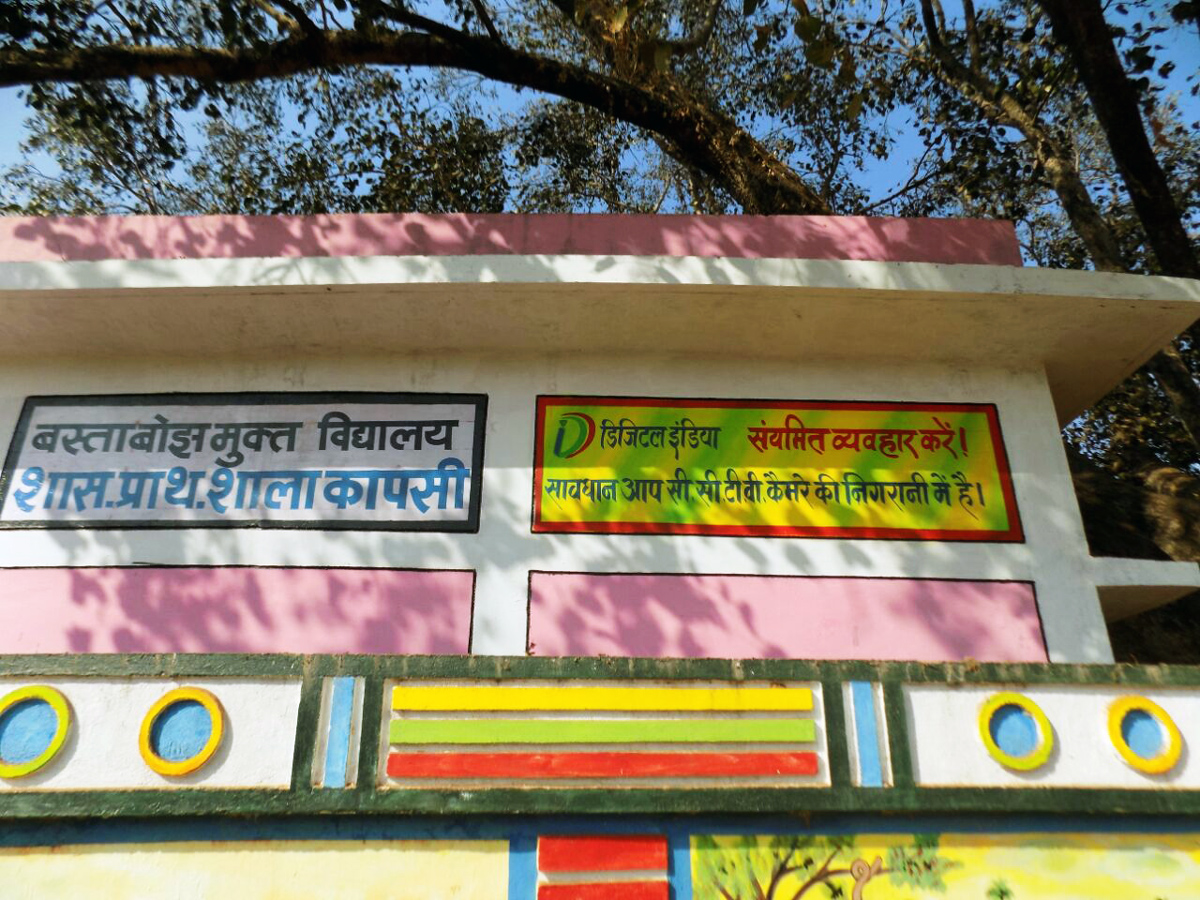 बस्ताबोझ मुक्त विद्यालय
शास.प्राथ.शाला कापसी
डिजिटल इंडिया संयमित व्यवहार करें!
सावधान आप सी.सी.टी.वी कैमरे की निगरानी में है।